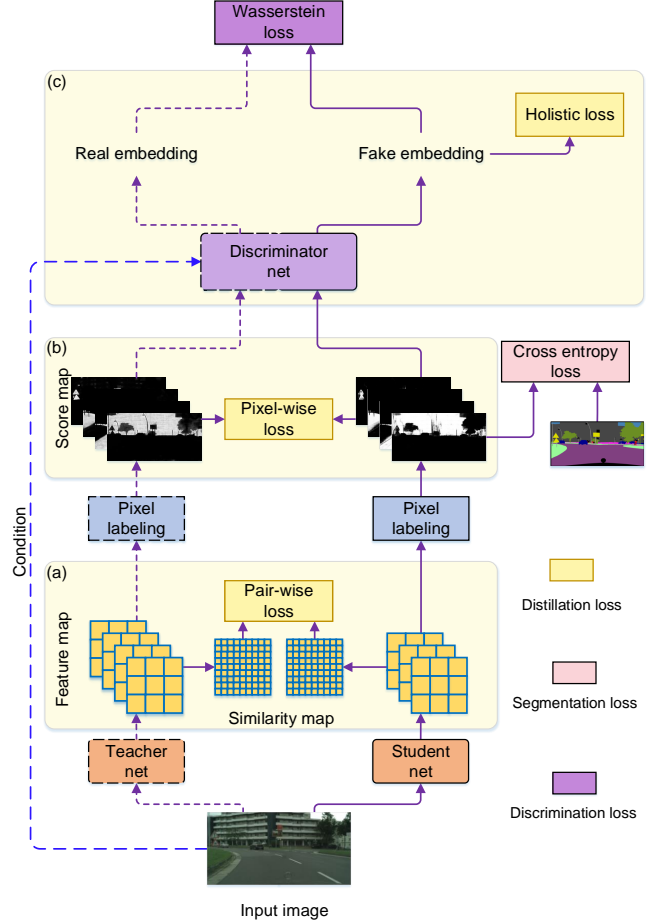 Wasserstein
loss
(c)
Holistic loss
Real embedding
Fake embedding
Discriminator
net
(b)
Cross entropy
loss
Score map
Pixel-wise
loss
Pixel
labeling
Pixel
labeling
Condition
(a)
Pair-wise
loss
Feature map
Similarity map
Distillation loss
Segmentation loss
Teacher
net
Student
net
Discrimination loss
Input image